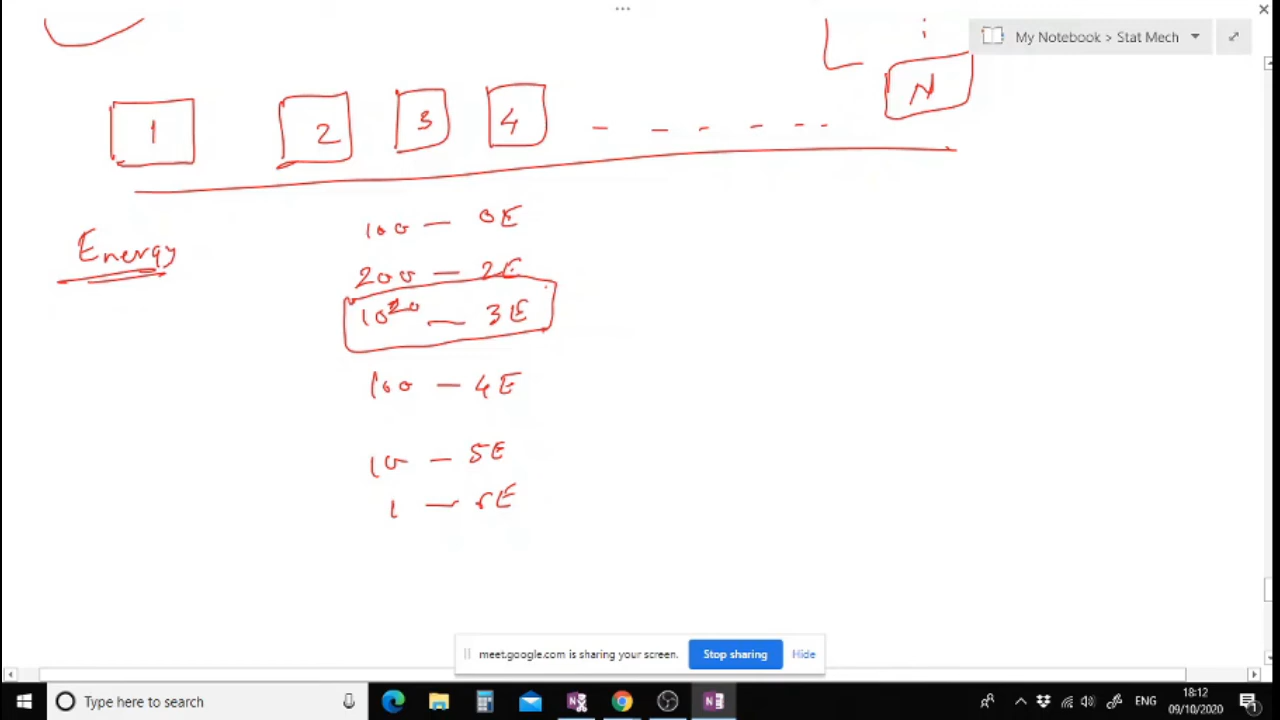 My Notebook > Stat Mech
N
1 2 3 4 - - - - - -
Energy
100 — 0E
200 — 2E
10²⁰ — 3E
100 — 4E
10 — 5E
1 — 6E
meet.google.com is sharing your screen. Stop sharing Hide
Type here to search
ENG
18:12
09/10/2020
1